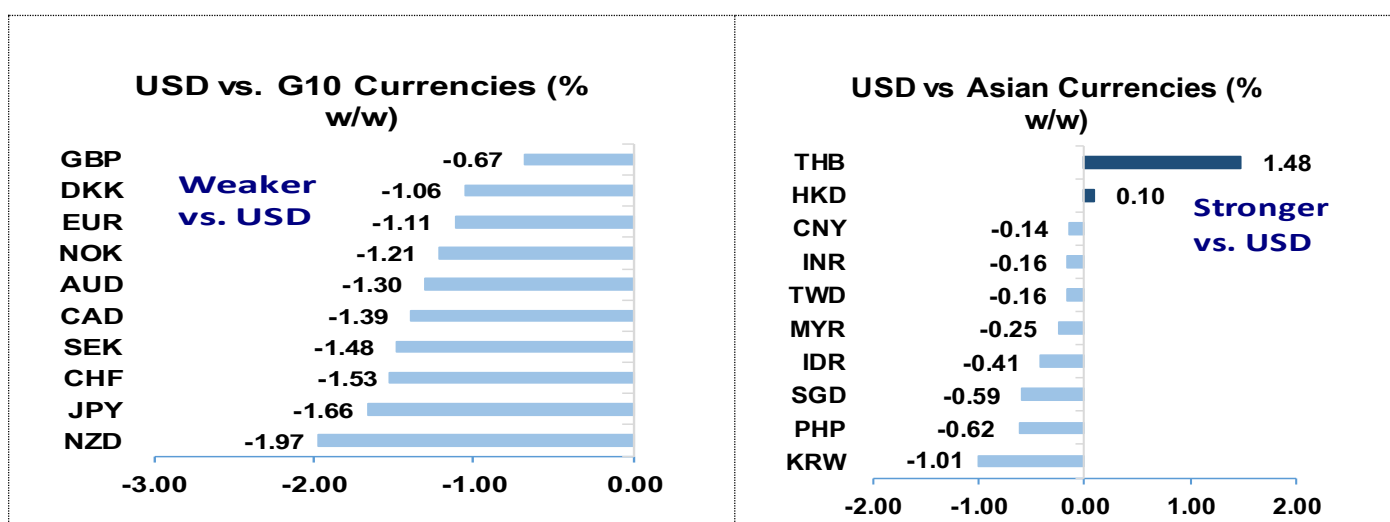 USD vs. G10 Currencies (%
w/w)
GBP -0.67
DKK -1.06
EUR -1.11
NOK -1.21
AUD -1.30
CAD -1.39
SEK -1.48
CHF -1.53
JPY -1.66
NZD -1.97
Weaker
vs. USD
-3.00 -2.00 -1.00 0.00
USD vs Asian Currencies (%
w/w)
THB 1.48
HKD 0.10
CNY -0.14
INR -0.16
TWD -0.16
MYR -0.25
IDR -0.41
SGD -0.59
PHP -0.62
KRW -1.01
Stronger
vs. USD
-2.00 -1.00 0.00 1.00 2.00